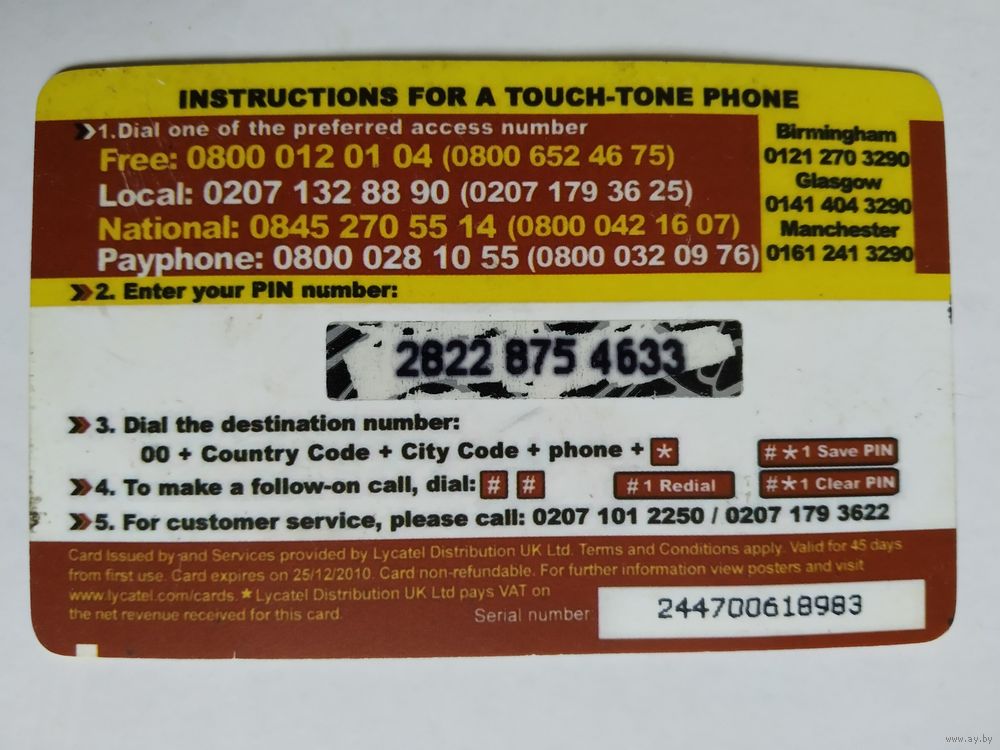 INSTRUCTIONS FOR A TOUCH-TONE PHONE
1.Dial one of the preferred access number
Free: 0800 012 01 04 (0800 652 46 75)
Local: 0207 132 88 90 (0207 179 36 25)
National: 0845 270 55 14 (0800 042 16 07)
Payphone: 0800 028 10 55 (0800 032 09 76)
Birmingham
0121 270 3290
Glasgow
0141 404 3290
Manchester
0161 241 3290
2. Enter your PIN number:
2822 875 4633
3. Dial the destination number:
00 + Country Code + City Code + phone + *
#*1 Save PIN
4. To make a follow-on call, dial: # #
#1 Redial
#*1 Clear PIN
5. For customer service, please call: 0207 101 2250 / 0207 179 3622
Card Issued by and Services provided by Lycatel Distribution UK Ltd. Terms and Conditions apply. Valid for 45 days
from first use. Card expires on 25/12/2010. Card non-refundable. For further information view posters and visit
www.lycatel.com/cards. ★ Lycatel Distribution UK Ltd pays VAT on
the net revenue received for this card.
Serial number
244700618983
www.ay.by